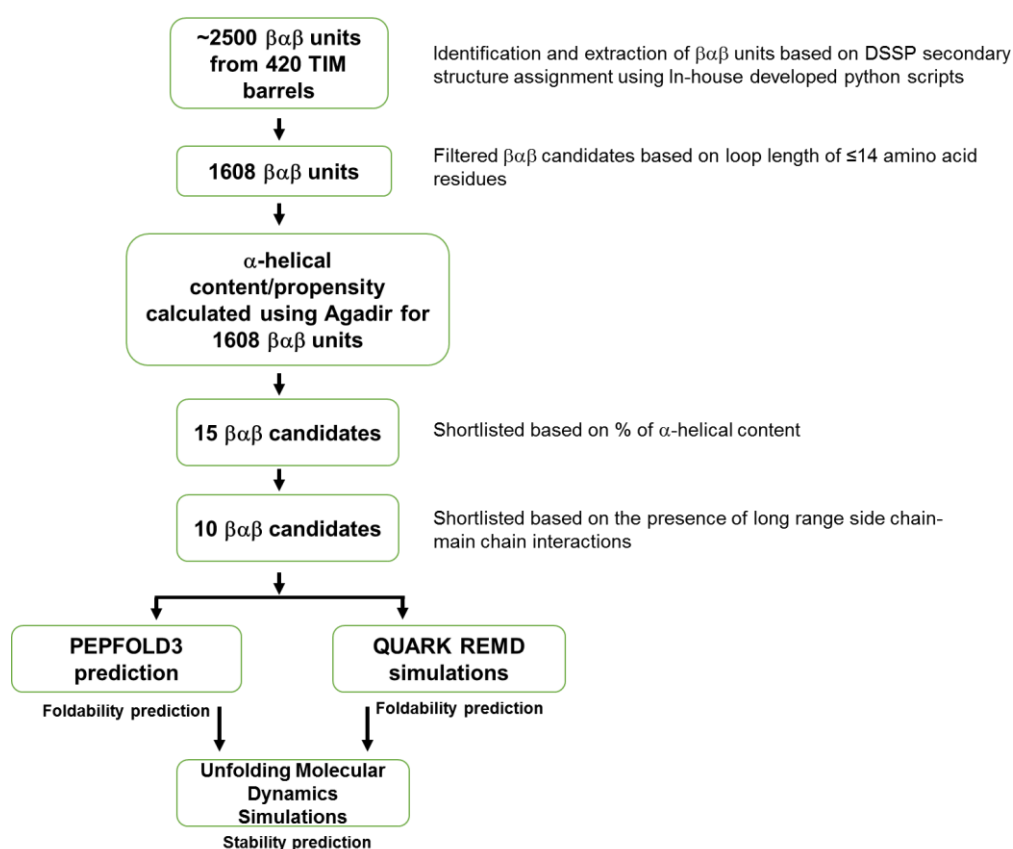 ~2500 βαβ units
from 420 TIM
barrels
Identification and extraction of βαβ units based on DSSP secondary
structure assignment using In-house developed python scripts
1608 βαβ units
Filtered βαβ candidates based on loop length of ≤14 amino acid
residues
α-helical
content/propensity
calculated using Agadir for
1608 βαβ units
15 βαβ candidates
Shortlisted based on % of α-helical content
10 βαβ candidates
Shortlisted based on the presence of long range side chain-
main chain interactions
PEPFOLD3
prediction
QUARK REMD
simulations
Foldability prediction
Foldability prediction
Unfolding Molecular
Dynamics
Simulations
Stability prediction